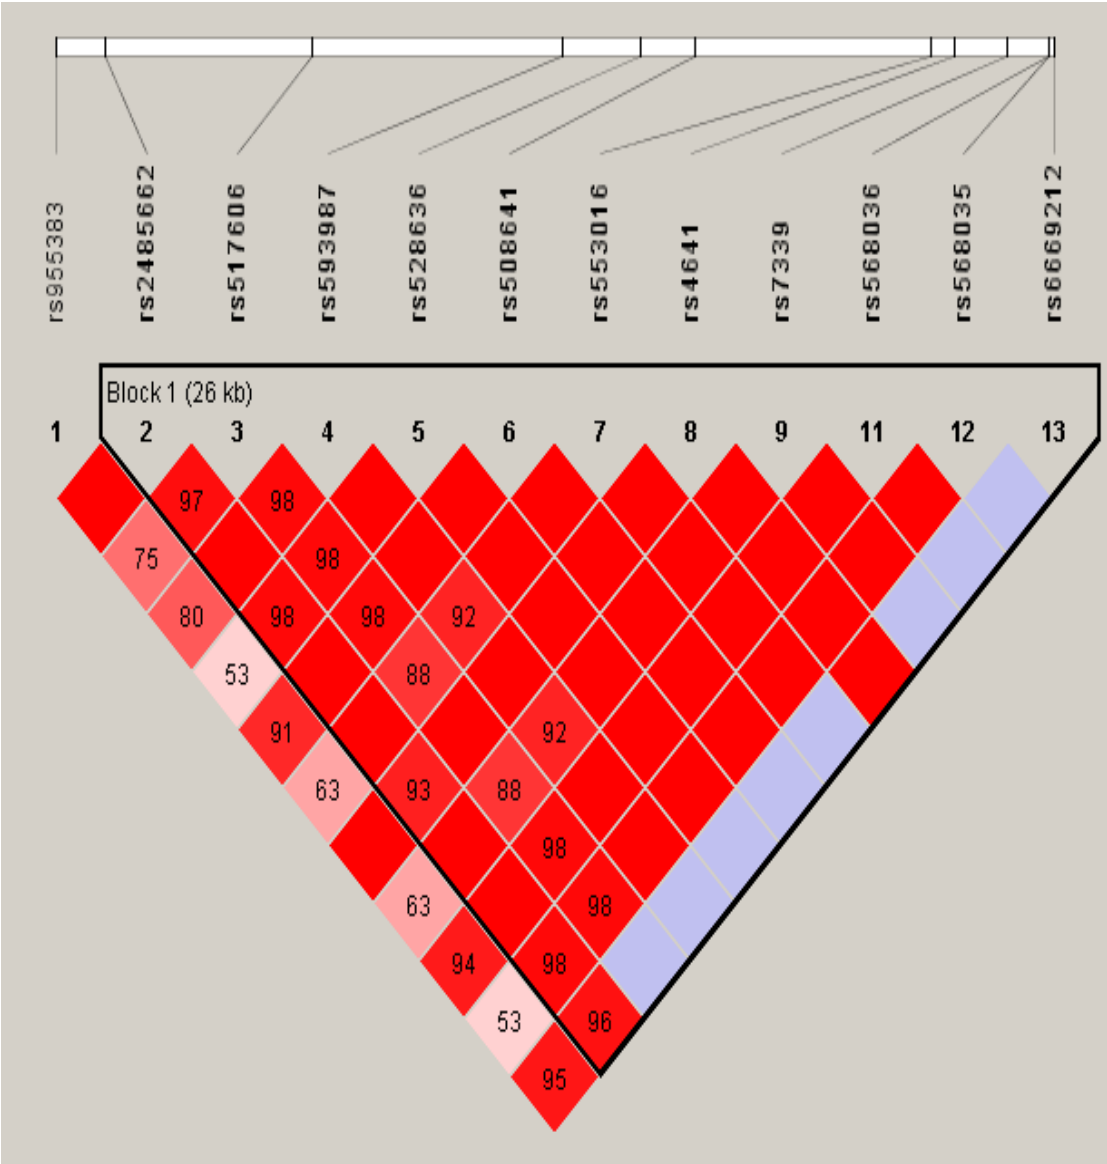 rs955383
rs2485662
rs517606
rs593987
rs528636
rs508641
rs553016
rs4641
rs7339
rs568036
rs568035
rs6669212
Block 1 (26 kb)
1 2 3 4 5 6 7 8 9 11 12 13
97 98
75 98
80 98 98 92
53 88
91 92
63 93 88
98
63 98
94 98
53 96
95